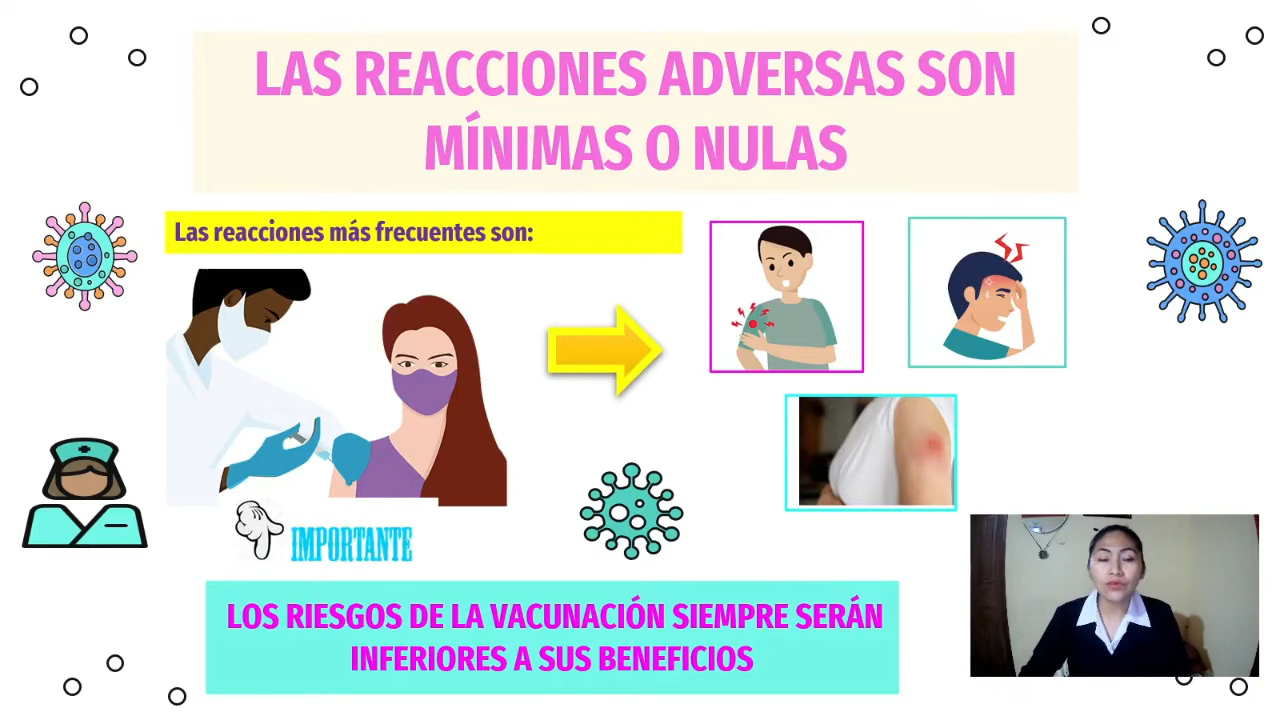 LAS REACCIONES ADVERSAS SON
MÍNIMAS O NULAS
Las reacciones más frecuentes son:
IMPORTANTE
LOS RIESGOS DE LA VACUNACIÓN SIEMPRE SERÁN
INFERIORES A SUS BENEFICIOS